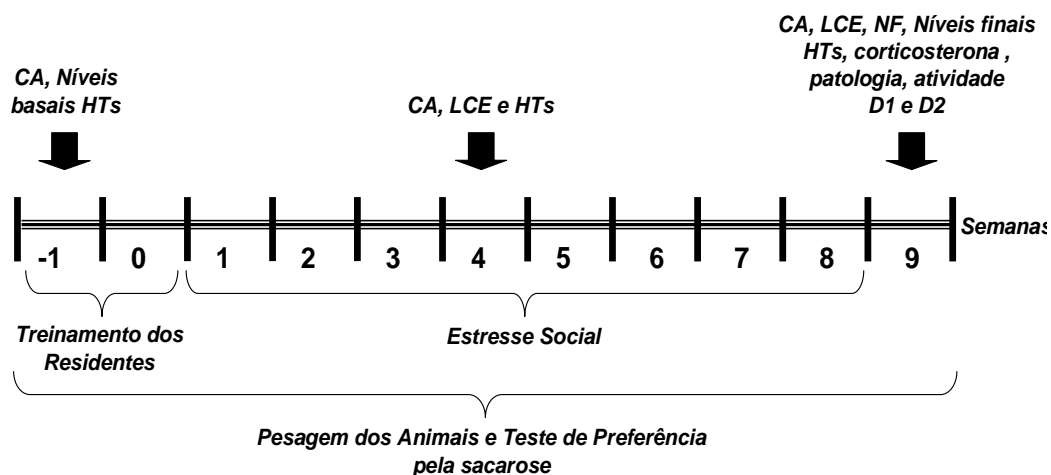 CA, LCE, NF, Níveis finais
HTs, corticosterona ,
patologia, atividade
D1 e D2
CA, Níveis
basais HTs
CA, LCE e HTs
Semanas
-1 0 1 2 3 4 5 6 7 8 9
Treinamento dos
Residentes
Estresse Social
Pesagem dos Animais e Teste de Preferência
pela sacarose